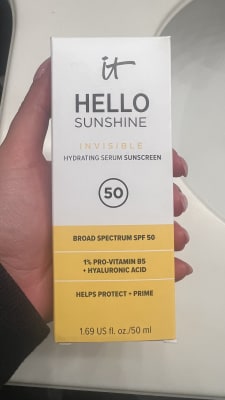 it
HELLO
SUNSHINE
INVISIBLE
HYDRATING SERUM SUNSCREEN
50
BROAD SPECTRUM SPF 50
1% PRO-VITAMIN B5
+ HYALURONIC ACID
HELPS PROTECT + PRIME
1.69 US fl. oz./50 ml